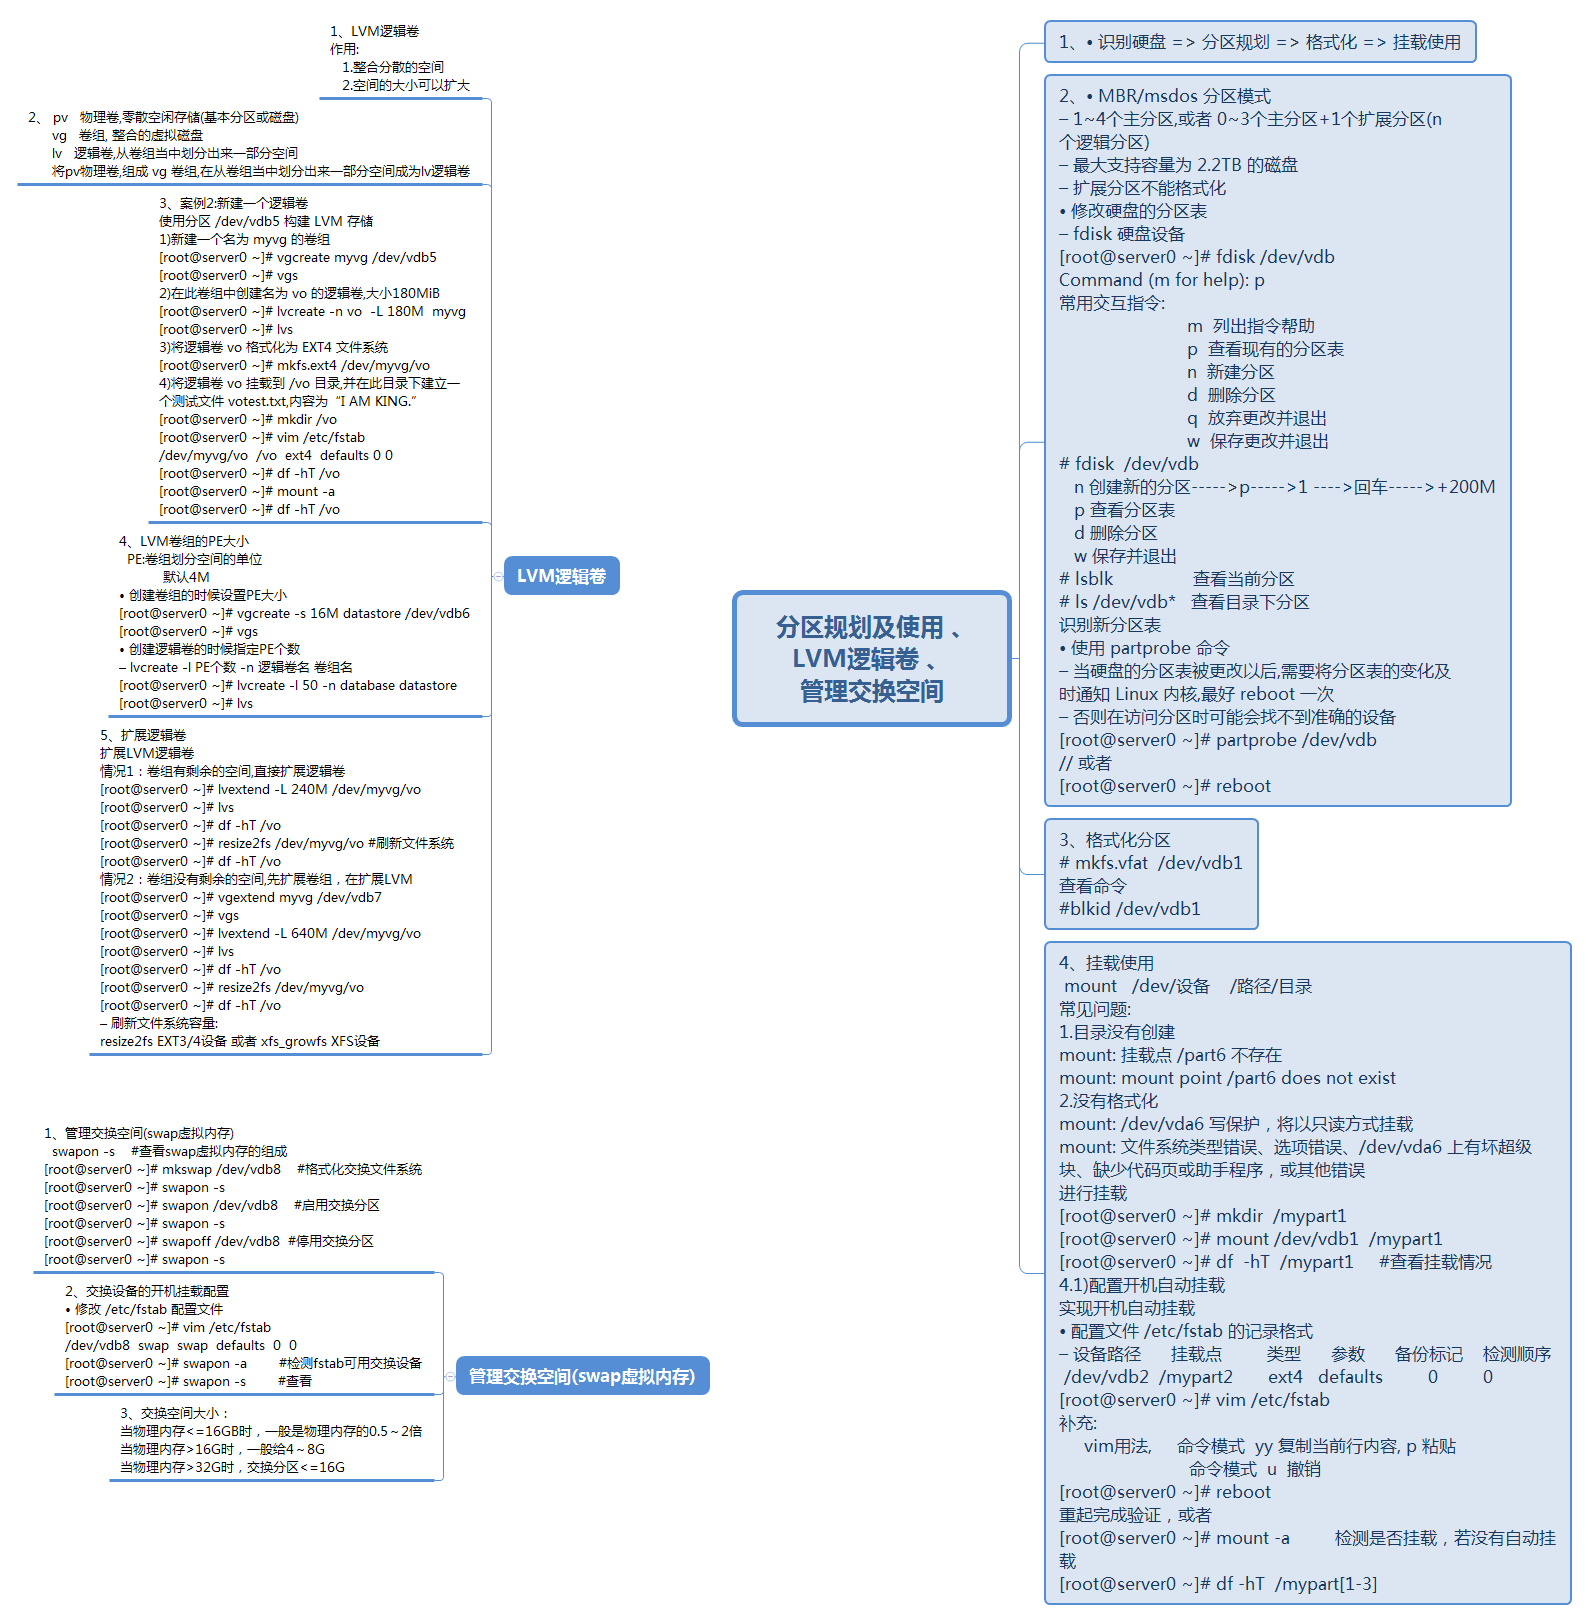 分区规划及使用 、
LVM逻辑卷 、
管理交换空间
1、• 识别硬盘 => 分区规划 => 格式化 => 挂载使用
2、• MBR/msdos 分区模式
– 1~4个主分区,或者 0~3个主分区+1个扩展分区(n
个逻辑分区)
– 最大支持容量为 2.2TB 的磁盘
– 扩展分区不能格式化
• 修改硬盘的分区表
– fdisk 硬盘设备
[root@server0 ~]# fdisk /dev/vdb
Command (m for help): p
常用交互指令:
m  列出指令帮助
p  查看现有的分区表
n  新建分区
d  删除分区
q  放弃更改并退出
w  保存更改并退出
# fdisk  /dev/vdb
n 创建新的分区----->p----->1 ---->回车----->+200M
p 查看分区表
d 删除分区
w 保存并退出
# lsblk                查看当前分区
# ls /dev/vdb*   查看目录下分区
识别新分区表
• 使用 partprobe 命令
– 当硬盘的分区表被更改以后,需要将分区表的变化及
时通知 Linux 内核,最好 reboot 一次
– 否则在访问分区时可能会找不到准确的设备
[root@server0 ~]# partprobe /dev/vdb
// 或者
[root@server0 ~]# reboot
3、格式化分区
# mkfs.vfat  /dev/vdb1
查看命令
#blkid /dev/vdb1
4、挂载使用
mount   /dev/设备    /路径/目录
常见问题:
1.目录没有创建
mount: 挂载点 /part6 不存在
mount: mount point /part6 does not exist
2.没有格式化
mount: /dev/vda6 写保护，将以只读方式挂载
mount: 文件系统类型错误、选项错误、/dev/vda6 上有坏超级
块、缺少代码页或助手程序，或其他错误
进行挂载
[root@server0 ~]# mkdir  /mypart1
[root@server0 ~]# mount /dev/vdb1  /mypart1
[root@server0 ~]# df  -hT  /mypart1     #查看挂载情况
4.1)配置开机自动挂载
实现开机自动挂载
• 配置文件 /etc/fstab 的记录格式
– 设备路径      挂载点         类型      参数      备份标记    检测顺序
/dev/vdb2  /mypart2       ext4   defaults         0         0
[root@server0 ~]# vim /etc/fstab
补充:
vim用法,     命令模式  yy 复制当前行内容, p 粘贴
命令模式  u  撤销
[root@server0 ~]# reboot
重起完成验证，或者
[root@server0 ~]# mount -a         检测是否挂载，若没有自动挂
载
[root@server0 ~]# df -hT  /mypart[1-3]
LVM逻辑卷
1、LVM逻辑卷
作用:
1.整合分散的空间
2.空间的大小可以扩大
2、 pv   物理卷,零散空闲存储(基本分区或磁盘)
vg   卷组, 整合的虚拟磁盘
lv   逻辑卷,从卷组当中划分出来一部分空间
将pv物理卷,组成 vg 卷组,在从卷组当中划分出来一部分空间成为lv逻辑卷
3、案例2:新建一个逻辑卷
使用分区 /dev/vdb5 构建 LVM 存储
1)新建一个名为 myvg 的卷组
[root@server0 ~]# vgcreate myvg /dev/vdb5
[root@server0 ~]# vgs
2)在此卷组中创建名为 vo 的逻辑卷,大小180MiB
[root@server0 ~]# lvcreate -n vo  -L 180M  myvg
[root@server0 ~]# lvs
3)将逻辑卷 vo 格式化为 EXT4 文件系统
[root@server0 ~]# mkfs.ext4 /dev/myvg/vo
4)将逻辑卷 vo 挂载到 /vo 目录,并在此目录下建立一
个测试文件 votest.txt,内容为“I AM KING.”
[root@server0 ~]# mkdir /vo
[root@server0 ~]# vim /etc/fstab
/dev/myvg/vo  /vo  ext4  defaults 0 0
[root@server0 ~]# df -hT /vo
[root@server0 ~]# mount -a
[root@server0 ~]# df -hT /vo
4、LVM卷组的PE大小
PE:卷组划分空间的单位
默认4M
• 创建卷组的时候设置PE大小
[root@server0 ~]# vgcreate -s 16M datastore /dev/vdb6
[root@server0 ~]# vgs
• 创建逻辑卷的时候指定PE个数
– lvcreate -l PE个数 -n 逻辑卷名 卷组名
[root@server0 ~]# lvcreate -l 50 -n database datastore
[root@server0 ~]# lvs
5、扩展逻辑卷
扩展LVM逻辑卷
情况1：卷组有剩余的空间,直接扩展逻辑卷
[root@server0 ~]# lvextend -L 240M /dev/myvg/vo
[root@server0 ~]# lvs
[root@server0 ~]# df -hT /vo
[root@server0 ~]# resize2fs /dev/myvg/vo #刷新文件系统
[root@server0 ~]# df -hT /vo
情况2：卷组没有剩余的空间,先扩展卷组，在扩展LVM
[root@server0 ~]# vgextend myvg /dev/vdb7
[root@server0 ~]# vgs
[root@server0 ~]# lvextend -L 640M /dev/myvg/vo
[root@server0 ~]# lvs
[root@server0 ~]# df -hT /vo
[root@server0 ~]# resize2fs /dev/myvg/vo
[root@server0 ~]# df -hT /vo
– 刷新文件系统容量:
resize2fs EXT3/4设备 或者 xfs_growfs XFS设备
管理交换空间(swap虚拟内存)
1、管理交换空间(swap虚拟内存)
swapon -s    #查看swap虚拟内存的组成
[root@server0 ~]# mkswap /dev/vdb8    #格式化交换文件系统
[root@server0 ~]# swapon -s
[root@server0 ~]# swapon /dev/vdb8    #启用交换分区
[root@server0 ~]# swapon -s
[root@server0 ~]# swapoff /dev/vdb8  #停用交换分区
[root@server0 ~]# swapon -s
2、交换设备的开机挂载配置
• 修改 /etc/fstab 配置文件
[root@server0 ~]# vim /etc/fstab
/dev/vdb8  swap  swap  defaults  0  0
[root@server0 ~]# swapon -a        #检测fstab可用交换设备
[root@server0 ~]# swapon -s        #查看
3、交换空间大小：
当物理内存<=16GB时，一般是物理内存的0.5～2倍
当物理内存>16G时，一般给4～8G
当物理内存>32G时，交换分区<=16G